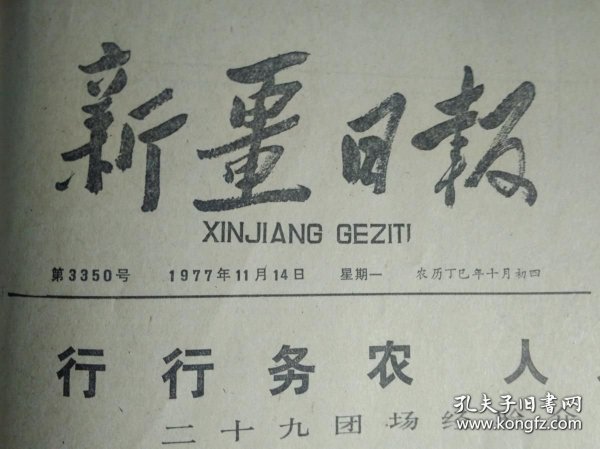 新疆日报
XINJIANG GEZITI
第3350号 1977年11月14日 星期一 农历丁巳年十月初四
行行务农 人
二十九团场经验
孔夫子旧书网
www.kongfz.com